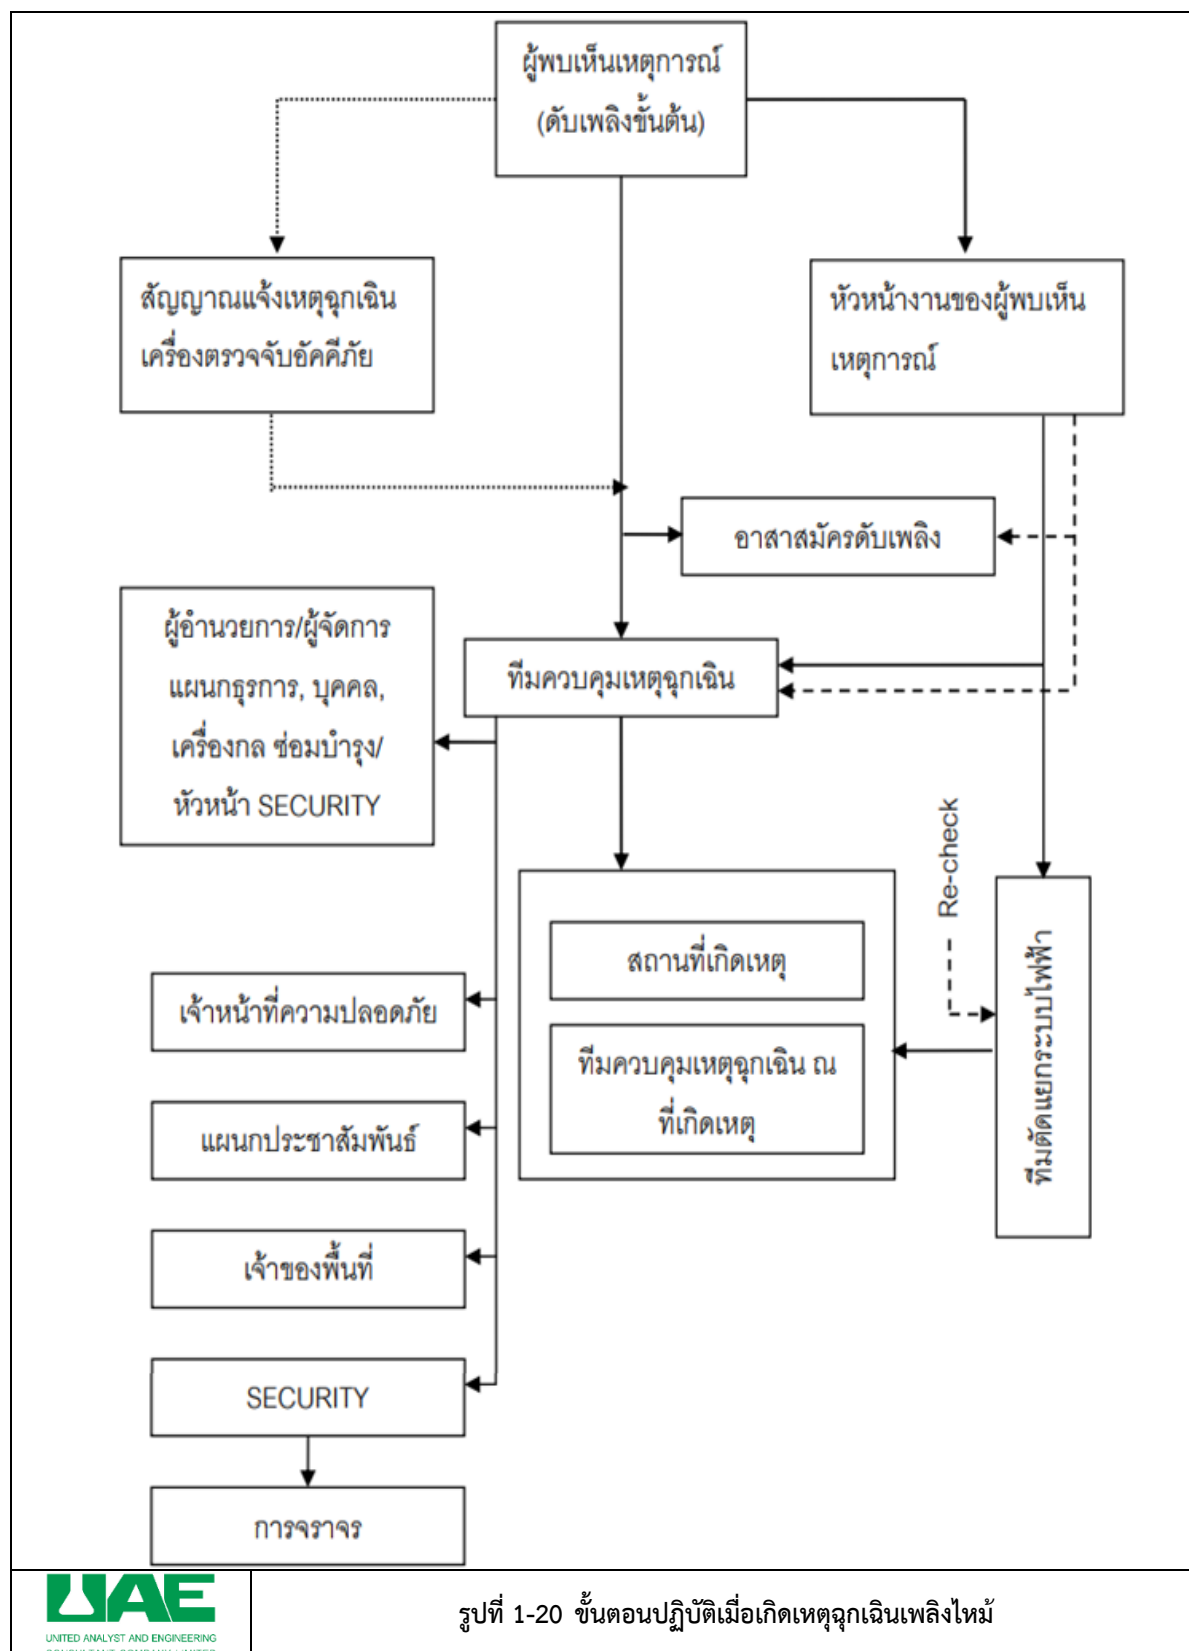 ผู้พบเห็นเหตุการณ์
(ดับเพลิงขั้นต้น)
สัญญาณแจ้งเหตุฉุกเฉิน
เครื่องตรวจจับอัคคีภัย
หัวหน้างานของผู้พบเห็น
เหตุการณ์
อาสาสมัครดับเพลิง
ผู้อำนวยการ/ผู้จัดการ
แผนกธุรการ, บุคคล,
เครื่องกล ซ่อมบำรุง/
หัวหน้า SECURITY
ทีมควบคุมเหตุฉุกเฉิน
Re-check
สถานที่เกิดเหตุ
ทีมควบคุมเหตุฉุกเฉิน ณ
ที่เกิดเหตุ
ทีมตัดแยกระบบไฟฟ้า
เจ้าหน้าที่ความปลอดภัย
แผนกประชาสัมพันธ์
เจ้าของพื้นที่
SECURITY
การจราจร
UAE
UNITED ANALYST AND ENGINEERING
รูปที่ 1-20 ขั้นตอนปฏิบัติเมื่อเกิดเหตุฉุกเฉินเพลิงไหม้